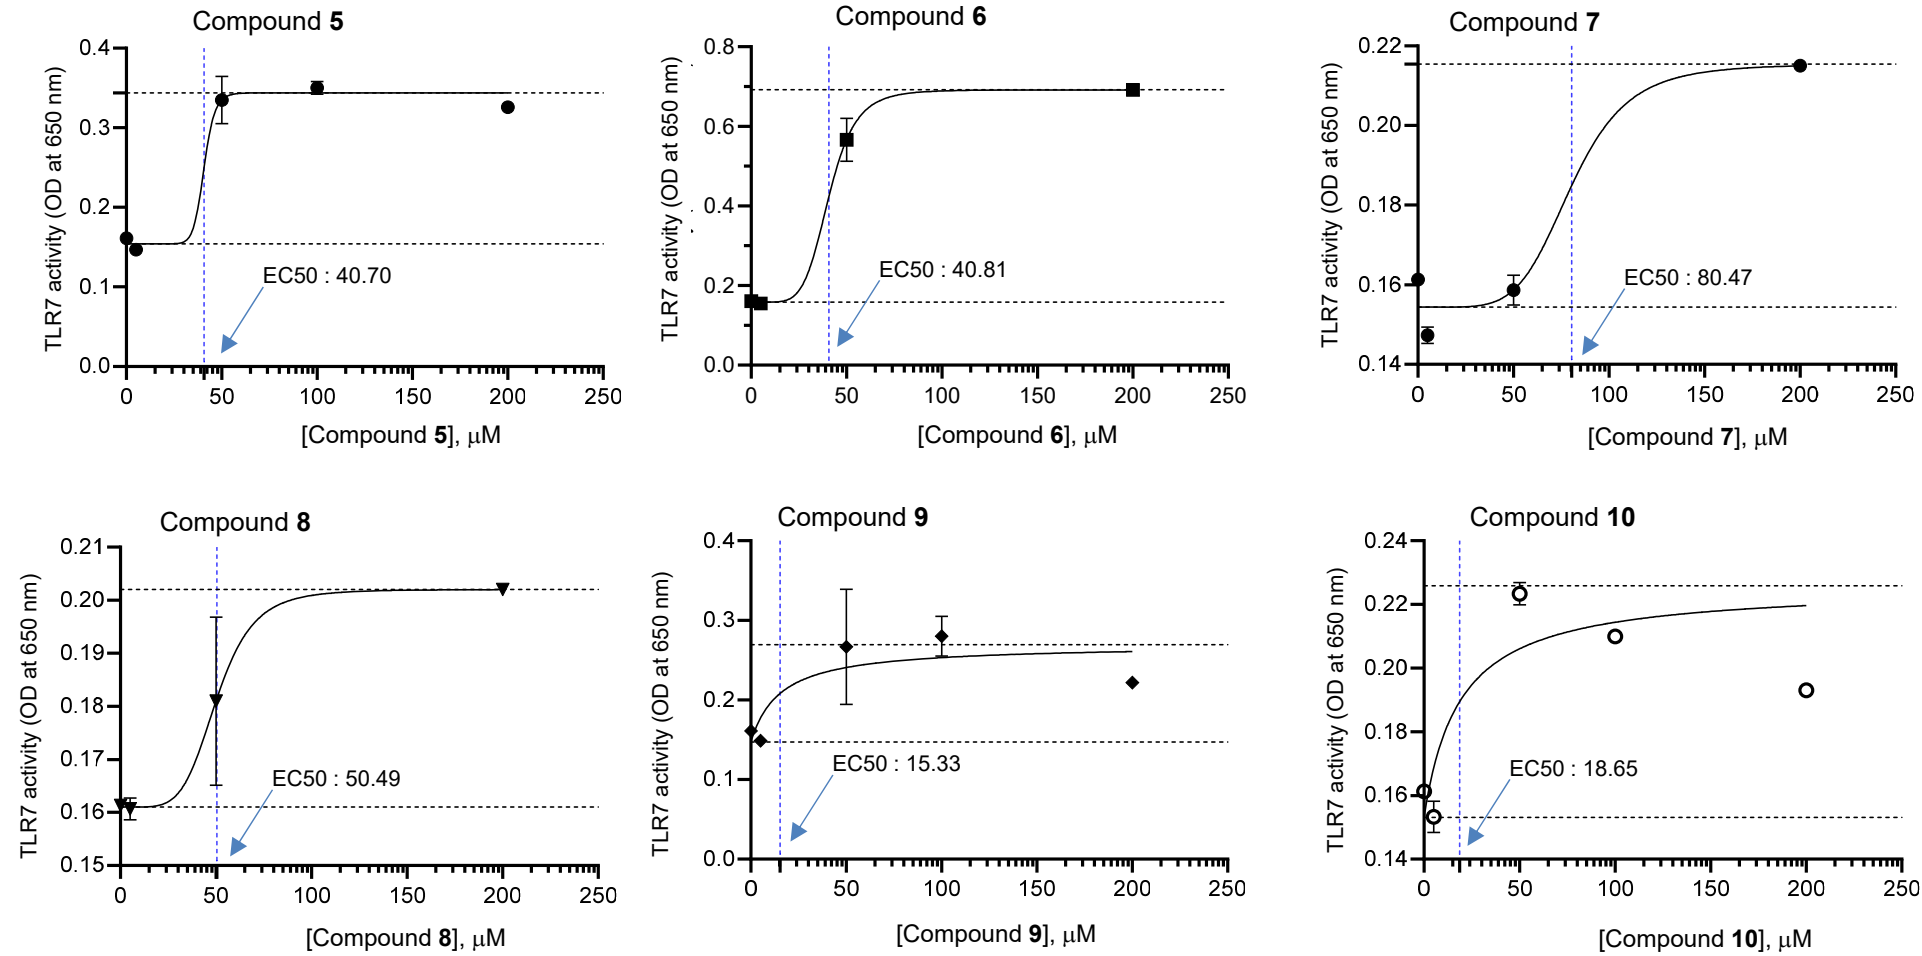 Compound 5
TLR7 activity (OD at 650 nm)
0.4
0.3
0.2
0.1
0.0
EC50 : 40.70
0 50 100 150 200 250
[Compound 5], μM
Compound 6
TLR7 activity (OD at 650 nm)
0.8
0.6
0.4
0.2
0.0
EC50 : 40.81
0 50 100 150 200 250
[Compound 6], μM
Compound 7
TLR7 activity (OD at 650 nm)
0.22
0.20
0.18
0.16
0.14
EC50 : 80.47
0 50 100 150 200 250
[Compound 7], μM
Compound 8
TLR7 activity (OD at 650 nm)
0.21
0.20
0.19
0.18
0.17
0.16
0.15
EC50 : 50.49
0 50 100 150 200 250
[Compound 8], μM
Compound 9
TLR7 activity (OD at 650 nm)
0.4
0.3
0.2
0.1
0.0
EC50 : 15.33
0 50 100 150 200 250
[Compound 9], μM
Compound 10
TLR7 activity (OD at 650 nm)
0.24
0.22
0.20
0.18
0.16
0.14
EC50 : 18.65
0 50 100 150 200 250
[Compound 10], μM